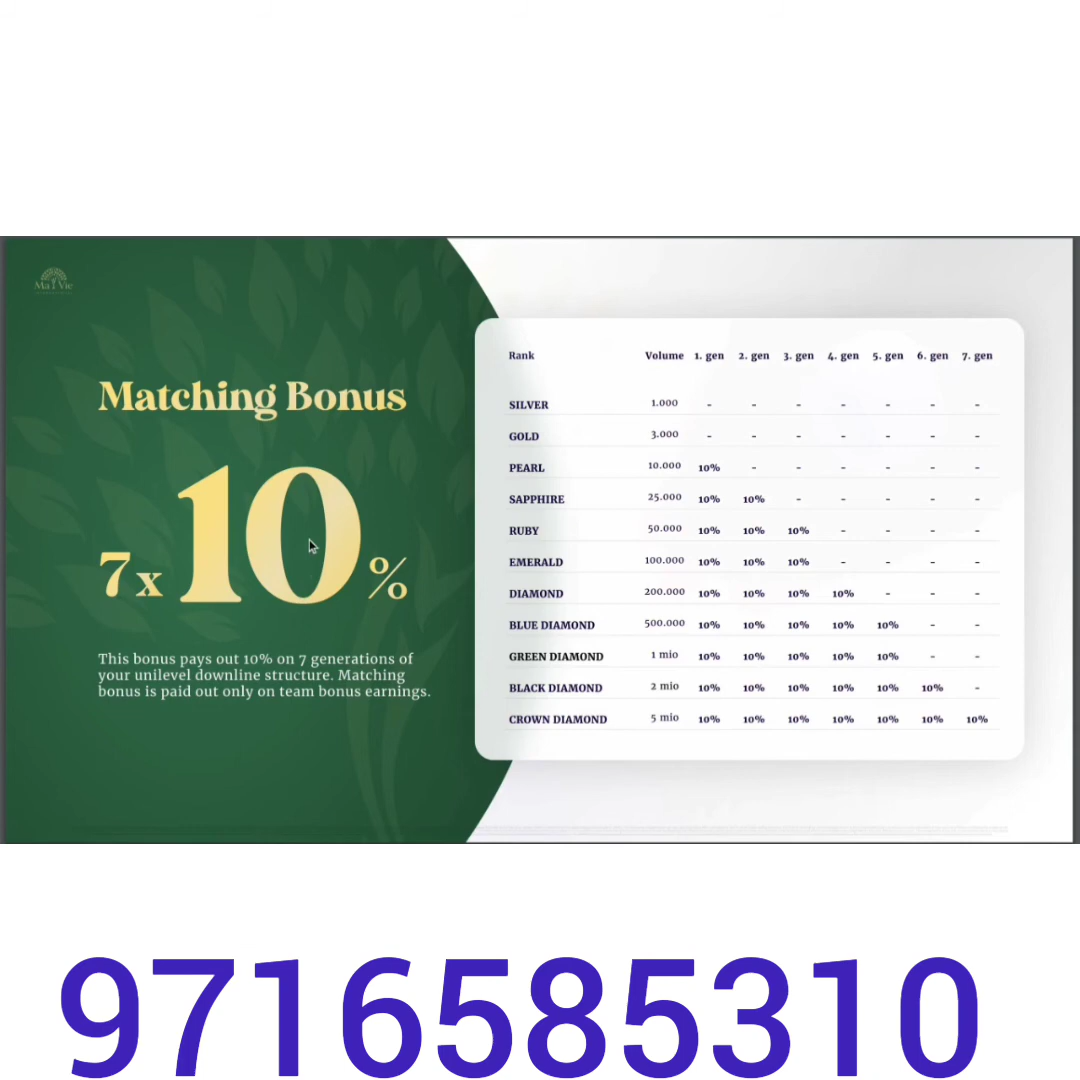 Ma Vie
Matching Bonus
7 x 10 %
This bonus pays out 10% on 7 generations of
your unilevel downline structure. Matching
bonus is paid out only on team bonus earnings.
Rank Volume 1. gen 2. gen 3. gen 4. gen 5. gen 6. gen 7. gen
SILVER 1.000 - - - - - - -
GOLD 3.000 - - - - - - -
PEARL 10.000 10% - - - - - -
SAPPHIRE 25.000 10% 10% - - - - -
RUBY 50.000 10% 10% 10% - - - -
EMERALD 100.000 10% 10% 10% - - - -
DIAMOND 200.000 10% 10% 10% 10% - - -
BLUE DIAMOND 500.000 10% 10% 10% 10% 10% - -
GREEN DIAMOND 1 mio 10% 10% 10% 10% 10% - -
BLACK DIAMOND 2 mio 10% 10% 10% 10% 10% 10% -
CROWN DIAMOND 5 mio 10% 10% 10% 10% 10% 10% 10%
9716585310